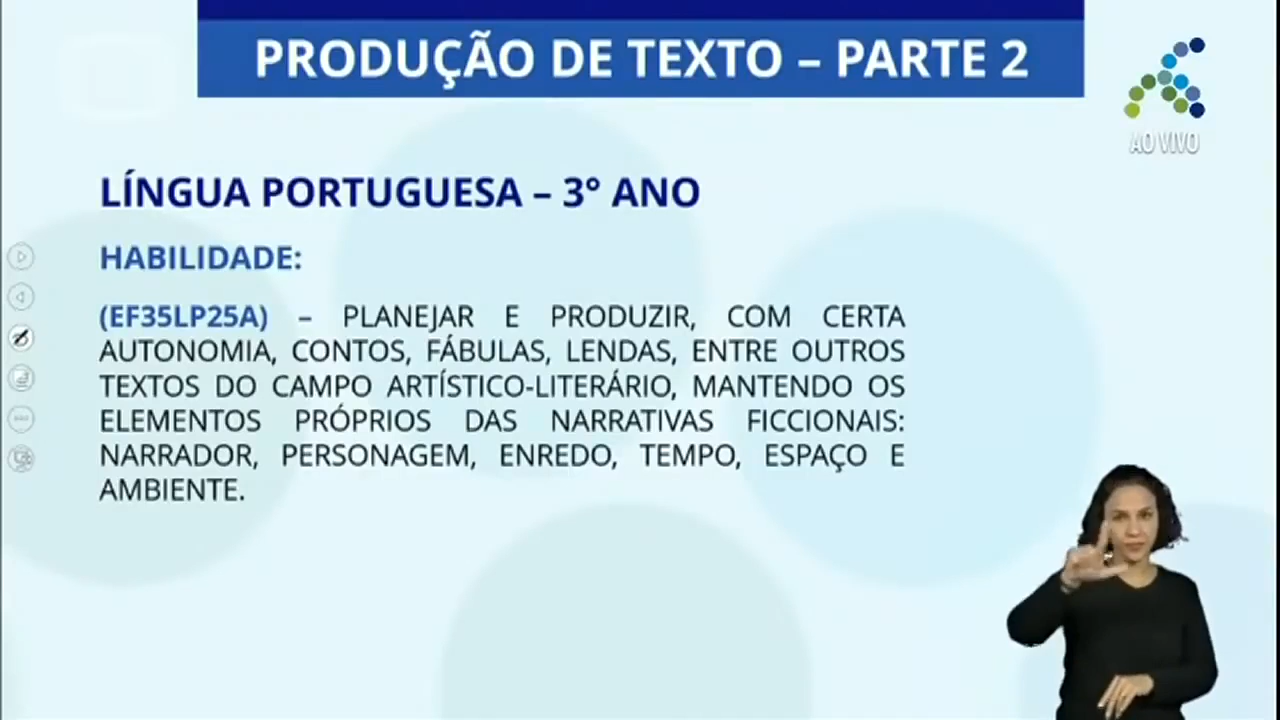 PRODUÇÃO DE TEXTO – PARTE 2
AO VIVO
LÍNGUA PORTUGUESA – 3° ANO
HABILIDADE:
(EF35LP25A) – PLANEJAR E PRODUZIR, COM CERTA
AUTONOMIA, CONTOS, FÁBULAS, LENDAS, ENTRE OUTROS
TEXTOS DO CAMPO ARTÍSTICO-LITERÁRIO, MANTENDO OS
ELEMENTOS PRÓPRIOS DAS NARRATIVAS FICCIONAIS:
NARRADOR, PERSONAGEM, ENREDO, TEMPO, ESPAÇO E
AMBIENTE.